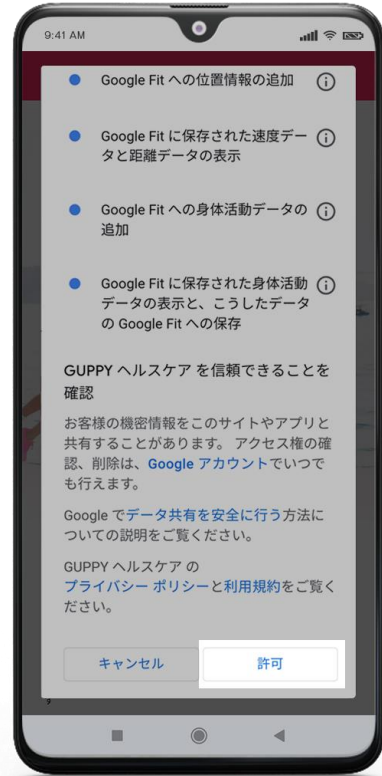 9:41 AM
Google Fit への位置情報の追加
Google Fit に保存された速度デー
タと距離データの表示
Google Fit への身体活動データの
追加
Google Fit に保存された身体活動
データの表示と、こうしたデータ
の Google Fit への保存
GUPPY ヘルスケア を信頼できることを
確認
お客様の機密情報をこのサイトやアプリと
共有することがあります。 アクセス権の確
認、削除は、Google アカウントでいつで
も行えます。
Google でデータ共有を安全に行う方法に
ついての説明をご覧ください。
GUPPY ヘルスケア の
プライバシー ポリシーと利用規約をご覧く
ださい。
キャンセル
許可